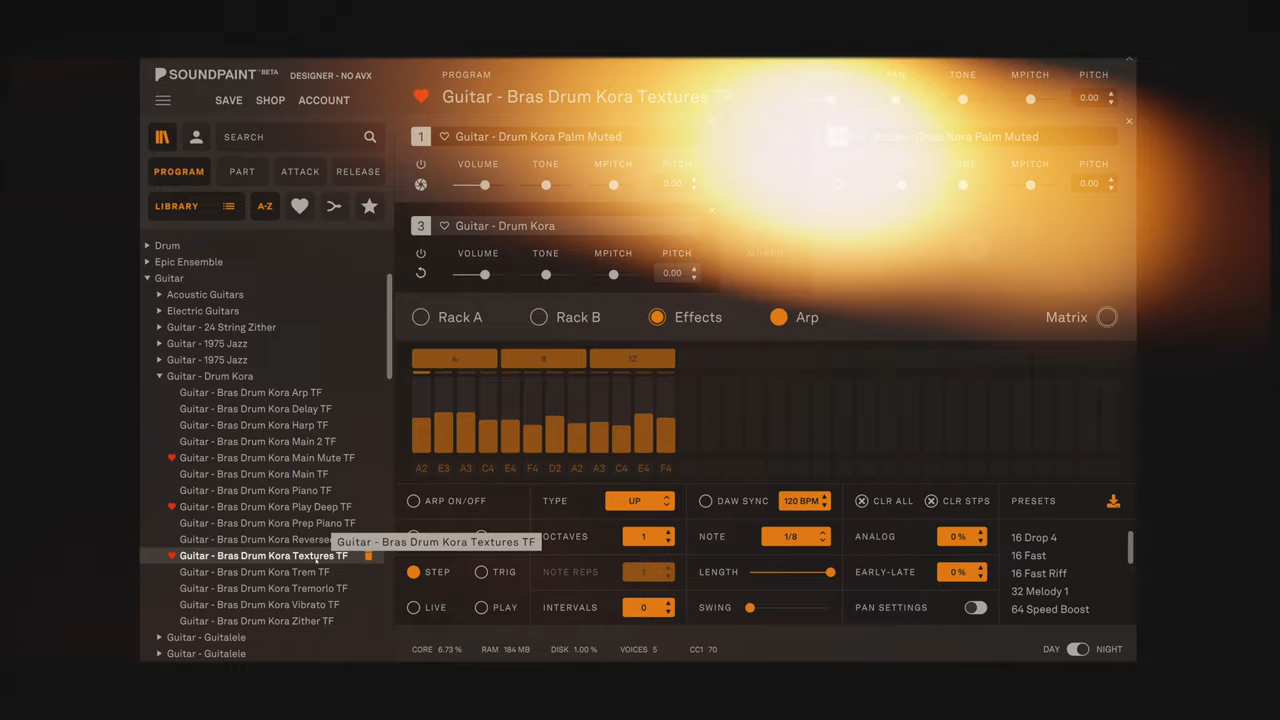 SOUNDPAINT™ BETA DESIGNER - NO AVX
SAVE SHOP ACCOUNT
SEARCH
PROGRAM PART ATTACK RELEASE
LIBRARY A-Z
Drum
Epic Ensemble
Guitar
Acoustic Guitars
Electric Guitars
Guitar - 24 String Zither
Guitar - 1975 Jazz
Guitar - 1975 Jazz
Guitar - Drum Kora
Guitar - Bras Drum Kora Arp TF
Guitar - Bras Drum Kora Delay TF
Guitar - Bras Drum Kora Harp TF
Guitar - Bras Drum Kora Main 2 TF
Guitar - Bras Drum Kora Main Mute TF
Guitar - Bras Drum Kora Main TF
Guitar - Bras Drum Kora Piano TF
Guitar - Bras Drum Kora Play Deep TF
Guitar - Bras Drum Kora Prep Piano TF
Guitar - Bras Drum Kora Reverse
Guitar - Bras Drum Kora Textures TF
Guitar - Bras Drum Kora Trem TF
Guitar - Bras Drum Kora Tremorlo TF
Guitar - Bras Drum Kora Vibrato TF
Guitar - Bras Drum Kora Zither TF
Guitar - Guitalele
Guitar - Guitalele
Guitar - Bras Drum Kora Textures TF
PROGRAM TONE MPITCH PITCH
Guitar - Bras Drum Kora Textures TF
0.00
1 Guitar - Drum Kora Palm Muted
Drum Kora Palm Muted
VOLUME TONE MPITCH PITCH
0.00
TONE MPITCH PITCH
0.00
3 Guitar - Drum Kora
VOLUME TONE MPITCH PITCH
0.00
MORPH
Rack A Rack B Effects Arp Matrix
4 8 12
A2 E3 A3 C4 E4 F4 D2 A2 A3 C4 E4 F4
ARP ON/OFF TYPE UP DAW SYNC 120 BPM CLR ALL CLR STPS PRESETS
OCTAVES 1 NOTE 1/8 ANALOG 0 %
STEP TRIG NOTE REPS LENGTH EARLY-LATE 0 %
LIVE PLAY INTERVALS 0 SWING PAN SETTINGS
16 Drop 4
16 Fast
16 Fast Riff
32 Melody 1
64 Speed Boost
CORE 6.73 % RAM 184 MB DISK 1.00 % VOICES 5 CC1 70 DAY NIGHT